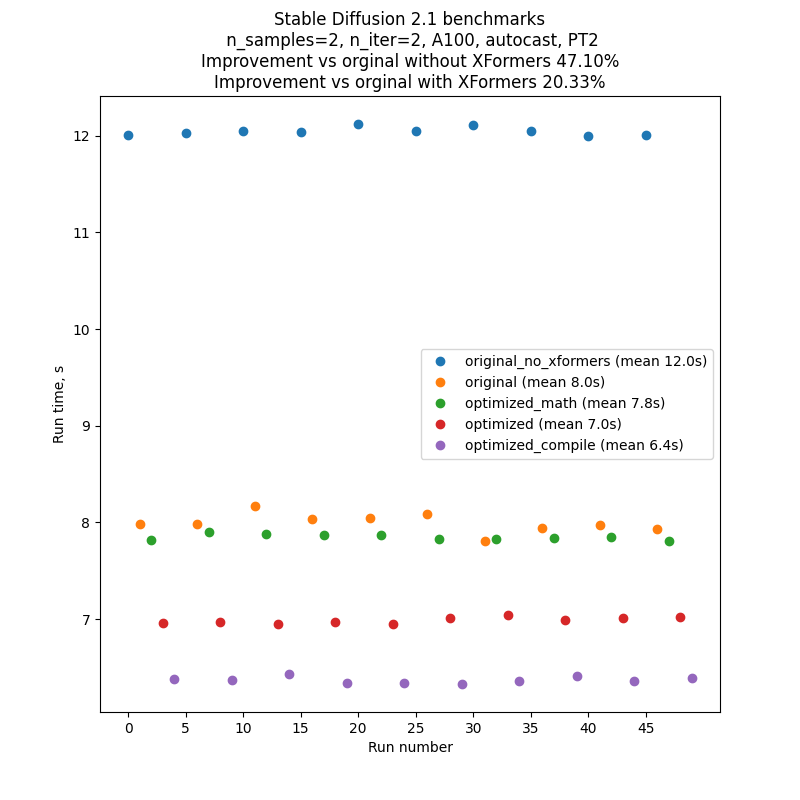 Stable Diffusion 2.1 benchmarks
n_samples=2, n_iter=2, A100, autocast, PT2
Improvement vs orginal without XFormers 47.10%
Improvement vs orginal with XFormers 20.33%
12
11
10
9
8
7
Run time, s
original_no_xformers (mean 12.0s)
original (mean 8.0s)
optimized_math (mean 7.8s)
optimized (mean 7.0s)
optimized_compile (mean 6.4s)
0 5 10 15 20 25 30 35 40 45
Run number